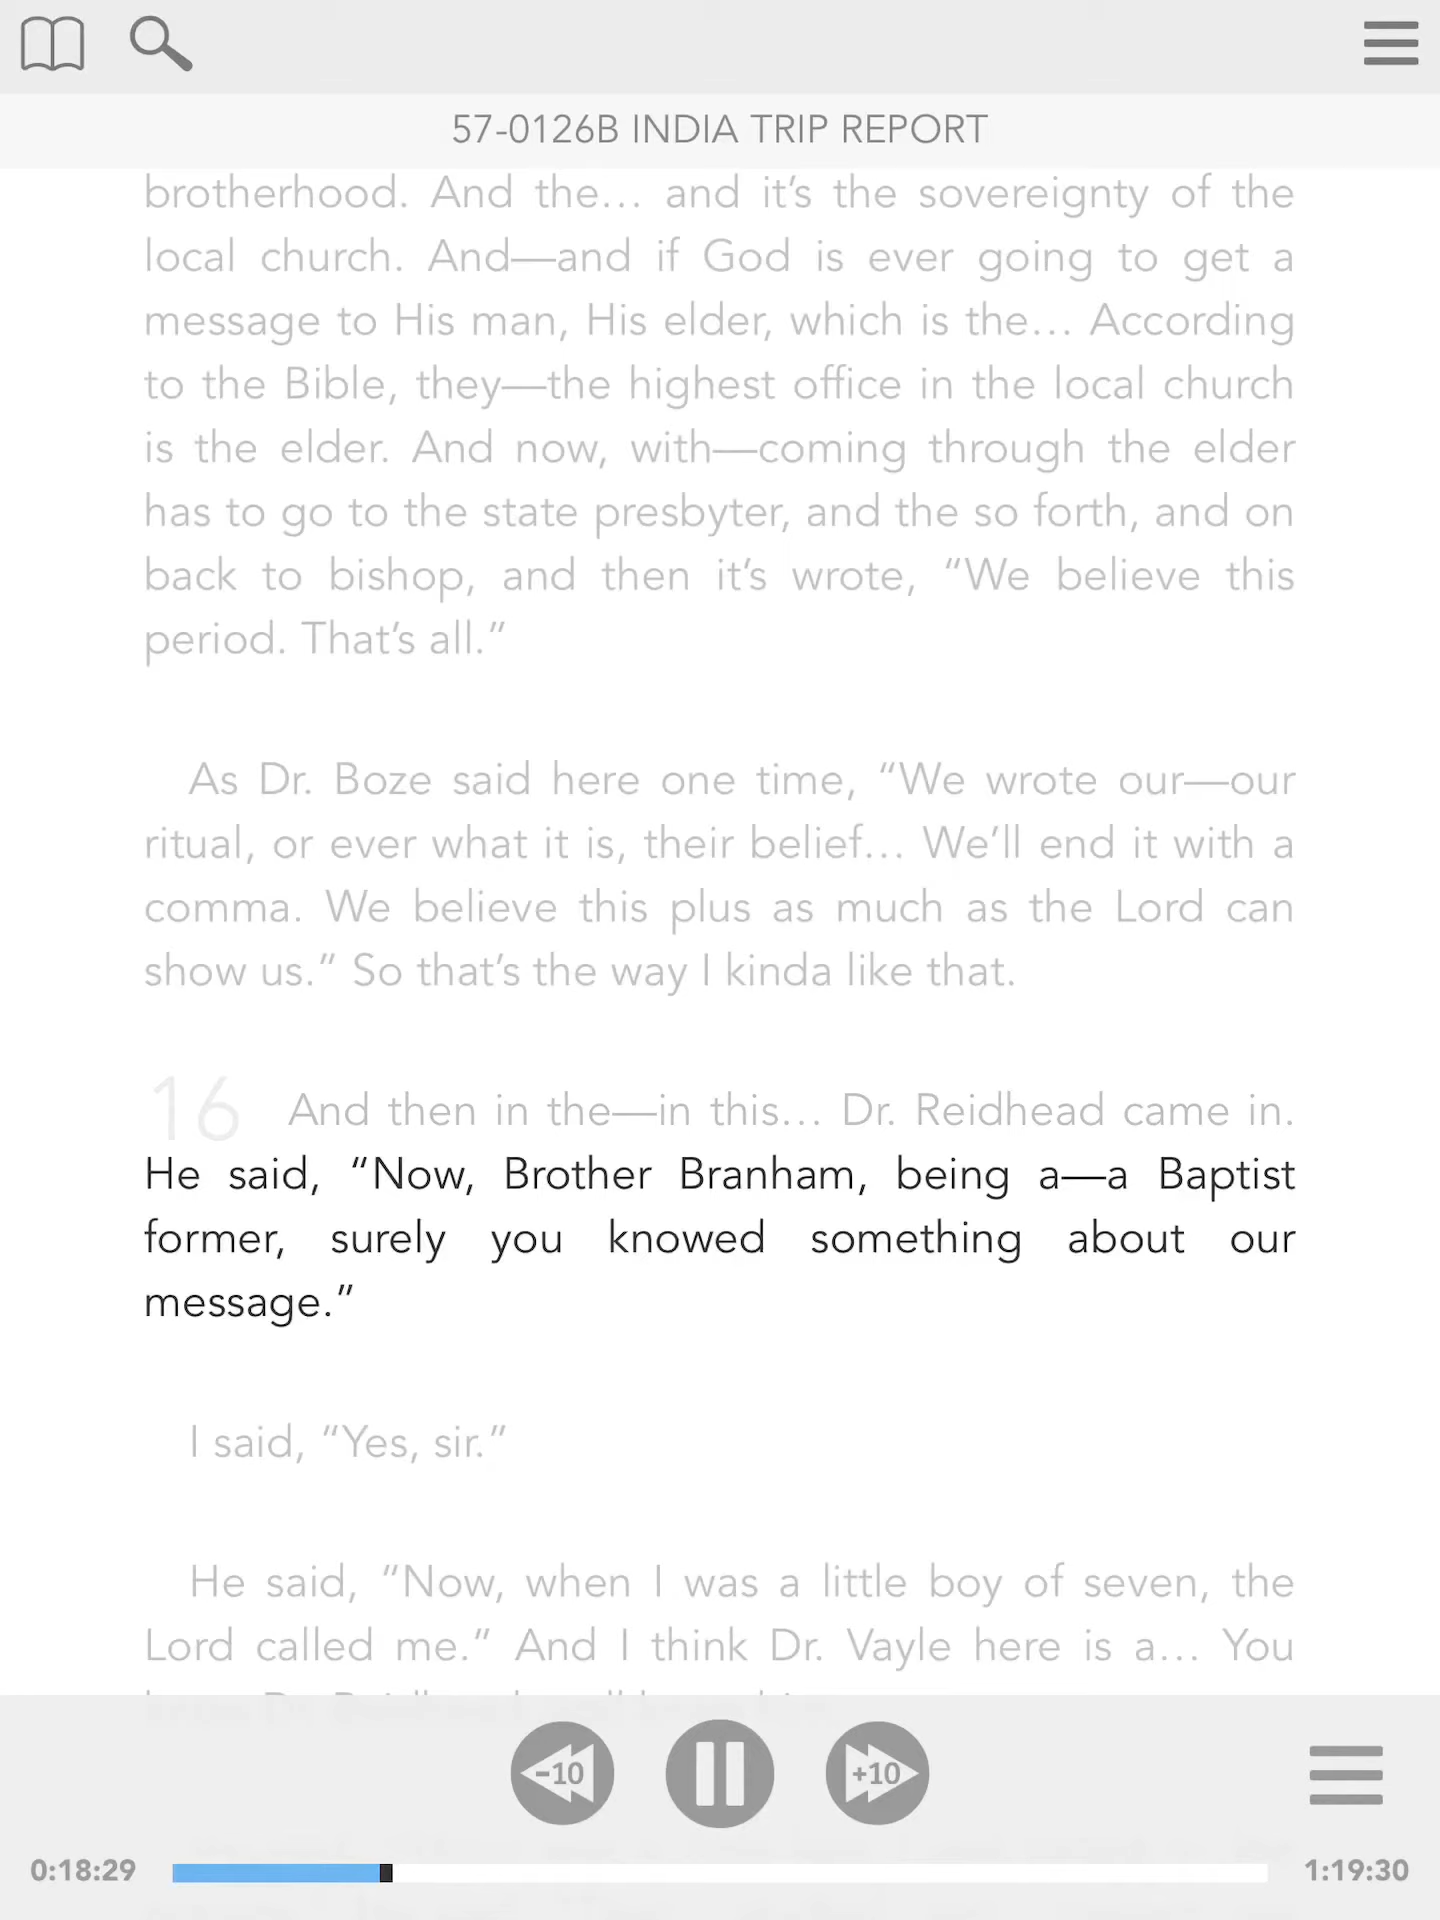 57-0126B INDIA TRIP REPORT
brotherhood. And the… and it’s the sovereignty of the
local church. And—and if God is ever going to get a
message to His man, His elder, which is the… According
to the Bible, they—the highest office in the local church
is the elder. And now, with—coming through the elder
has to go to the state presbyter, and the so forth, and on
back to bishop, and then it’s wrote, “We believe this
period. That’s all.”
As Dr. Boze said here one time, “We wrote our—our
ritual, or ever what it is, their belief… We’ll end it with a
comma. We believe this plus as much as the Lord can
show us.” So that’s the way I kinda like that.
16 And then in the—in this… Dr. Reidhead came in.
He said, “Now, Brother Branham, being a—a Baptist
former, surely you knowed something about our
message.”
I said, “Yes, sir.”
He said, “Now, when I was a little boy of seven, the
Lord called me.” And I think Dr. Vayle here is a… You
-10 +10
0:18:29 1:19:30